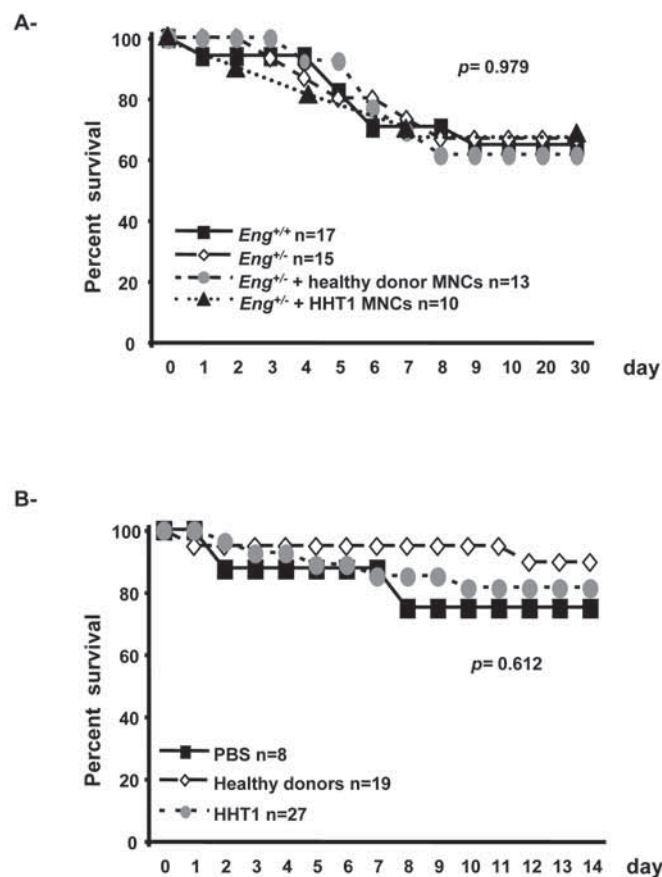 A-
100
80
60
40
20
0
Percent survival
p= 0.979
Eng+/+ n=17
Eng+/- n=15
Eng+/- + healthy donor MNCs n=13
Eng+/- + HHT1 MNCs n=10
0 1 2 3 4 5 6 7 8 9 10 20 30 day
B-
100
80
60
40
20
0
Percent survival
p= 0.612
PBS n=8
Healthy donors n=19
HHT1 n=27
0 1 2 3 4 5 6 7 8 9 10 11 12 13 14 day